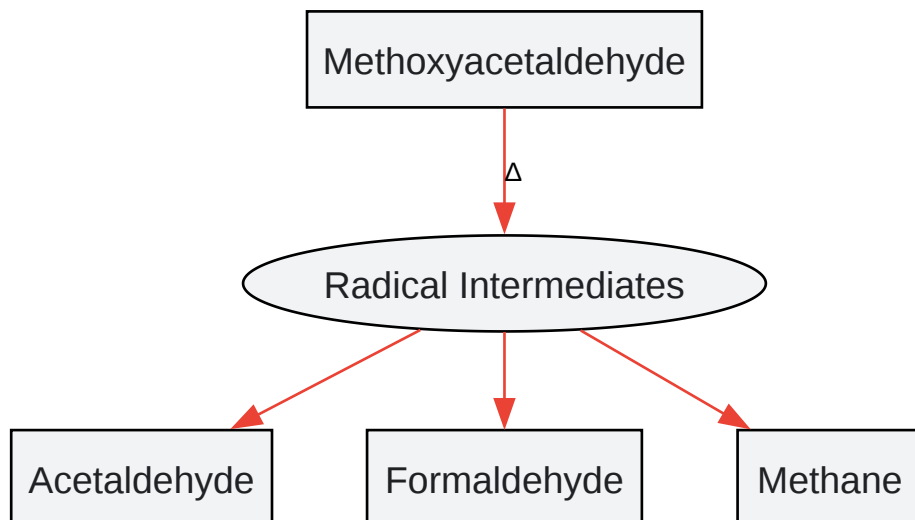 Methoxyacetaldehyde
Δ
Radical Intermediates
Acetaldehyde
Formaldehyde
Methane